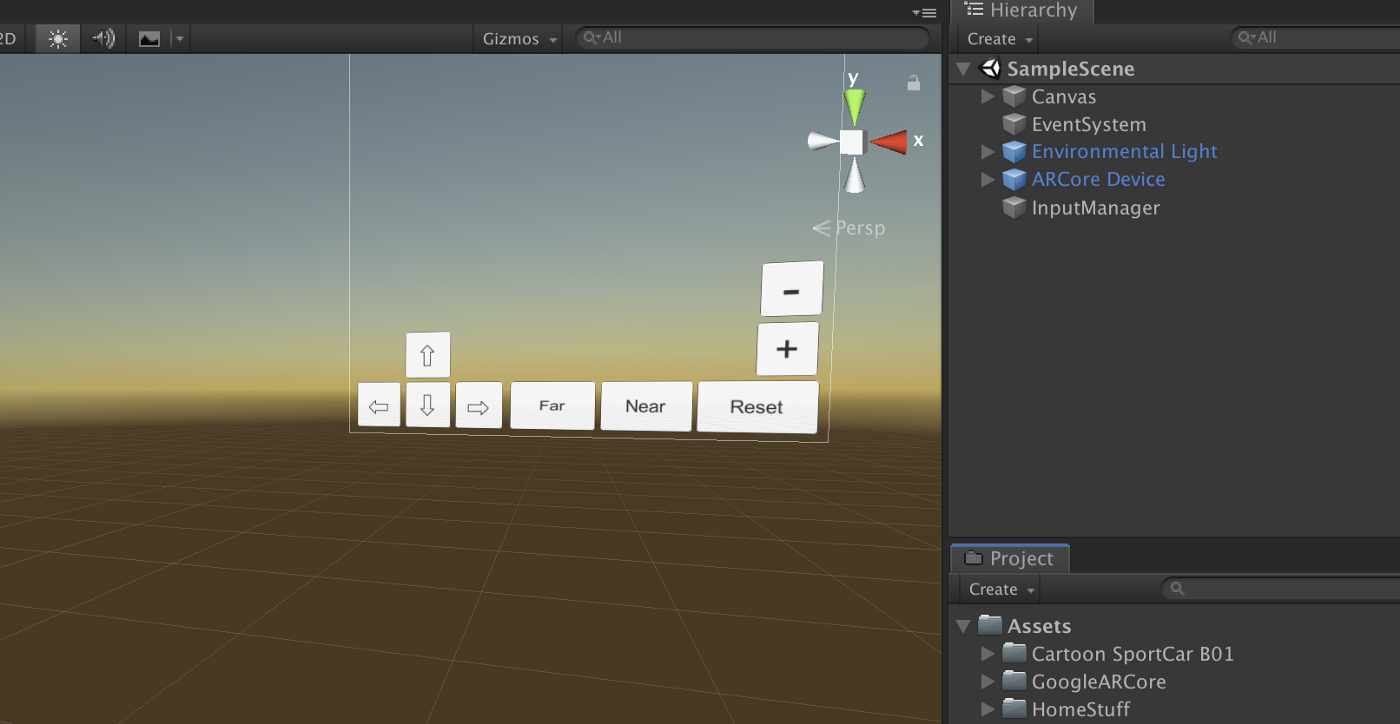 Hierarchy
2D
Gizmos
All
Create
All
SampleScene
Canvas
EventSystem
Environmental Light
ARCore Device
InputManager
y
x
Persp
-
+
Far
Near
Reset
Project
Create
Assets
Cartoon SportCar B01
GoogleARCore
HomeStuff